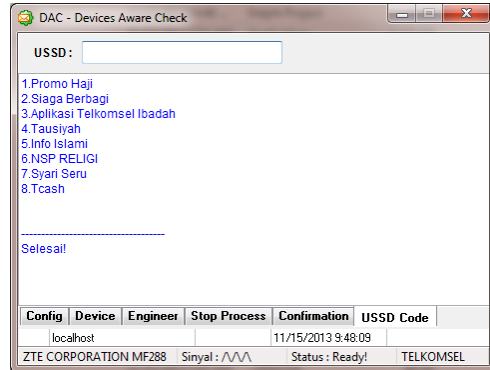 DAC - Devices Aware Check
USSD:
1.Promo Haji
2.Siaga Berbagi
3.Aplikasi Telkomsel Ibadah
4.Tausiyah
5.Info Islami
6.NSP RELIGI
7.Syari Seru
8.Tcash
------------------------------------
Selesai!
Config Device Engineer Stop Process Confirmation USSD Code
localhost 11/15/2013 9:48:09
ZTE CORPORATION MF288 Sinyal : /\/\/\ Status : Ready! TELKOMSEL